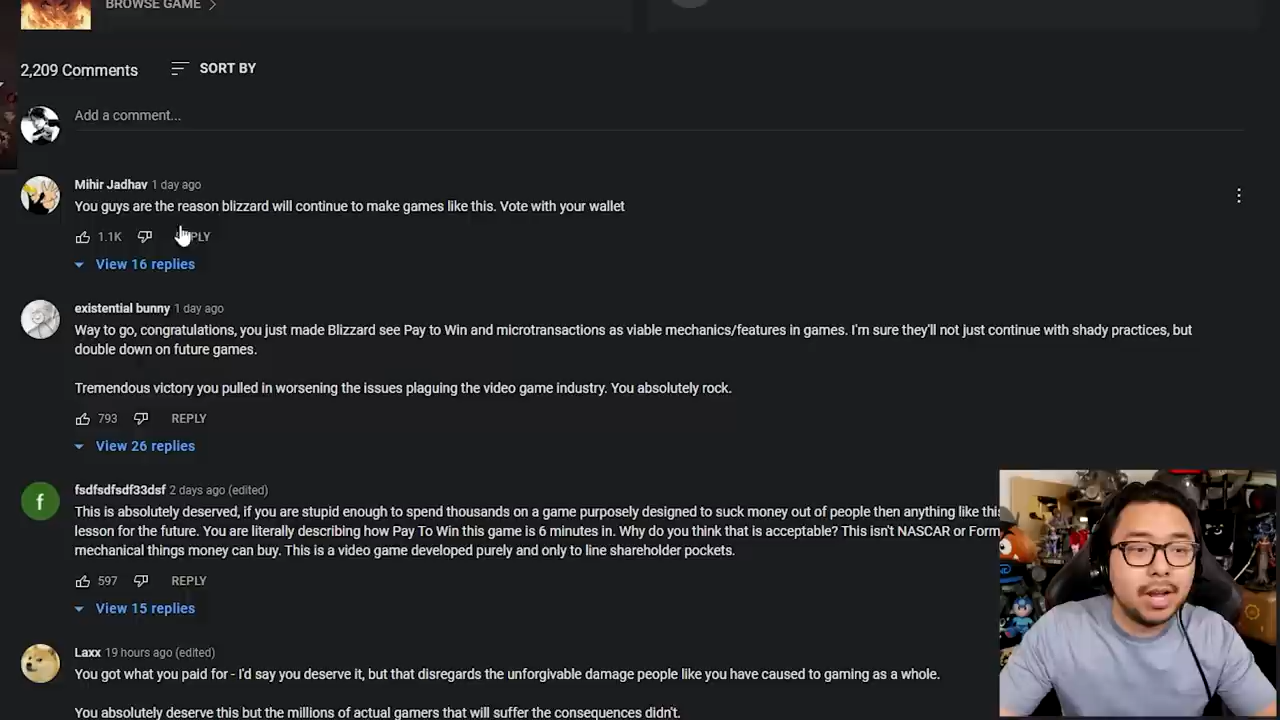 BROWSE GAME
2,209 Comments
SORT BY
Add a comment...
Mihir Jadhav 1 day ago
You guys are the reason blizzard will continue to make games like this. Vote with your wallet
1.1K
View 16 replies
existential bunny 1 day ago
Way to go, congratulations, you just made Blizzard see Pay to Win and microtransactions as viable mechanics/features in games. I'm sure they'll not just continue with shady practices, but
double down on future games.
Tremendous victory you pulled in worsening the issues plaguing the video game industry. You absolutely rock.
793 REPLY
View 26 replies
f
fsdfsdfsdf33dsf 2 days ago (edited)
This is absolutely deserved, if you are stupid enough to spend thousands on a game purposely designed to suck money out of people then anything like this
lesson for the future. You are literally describing how Pay To Win this game is 6 minutes in. Why do you think that is acceptable? This isn't NASCAR or
mechanical things money can buy. This is a video game developed purely and only to line shareholder pockets.
597 REPLY
View 15 replies
Laxx 19 hours ago (edited)
You got what you paid for - I'd say you deserve it, but that disregards the unforgivable damage people like you have caused to gaming as a whole.
You absolutely deserve this but the millions of actual gamers that will suffer the consequences didn't.